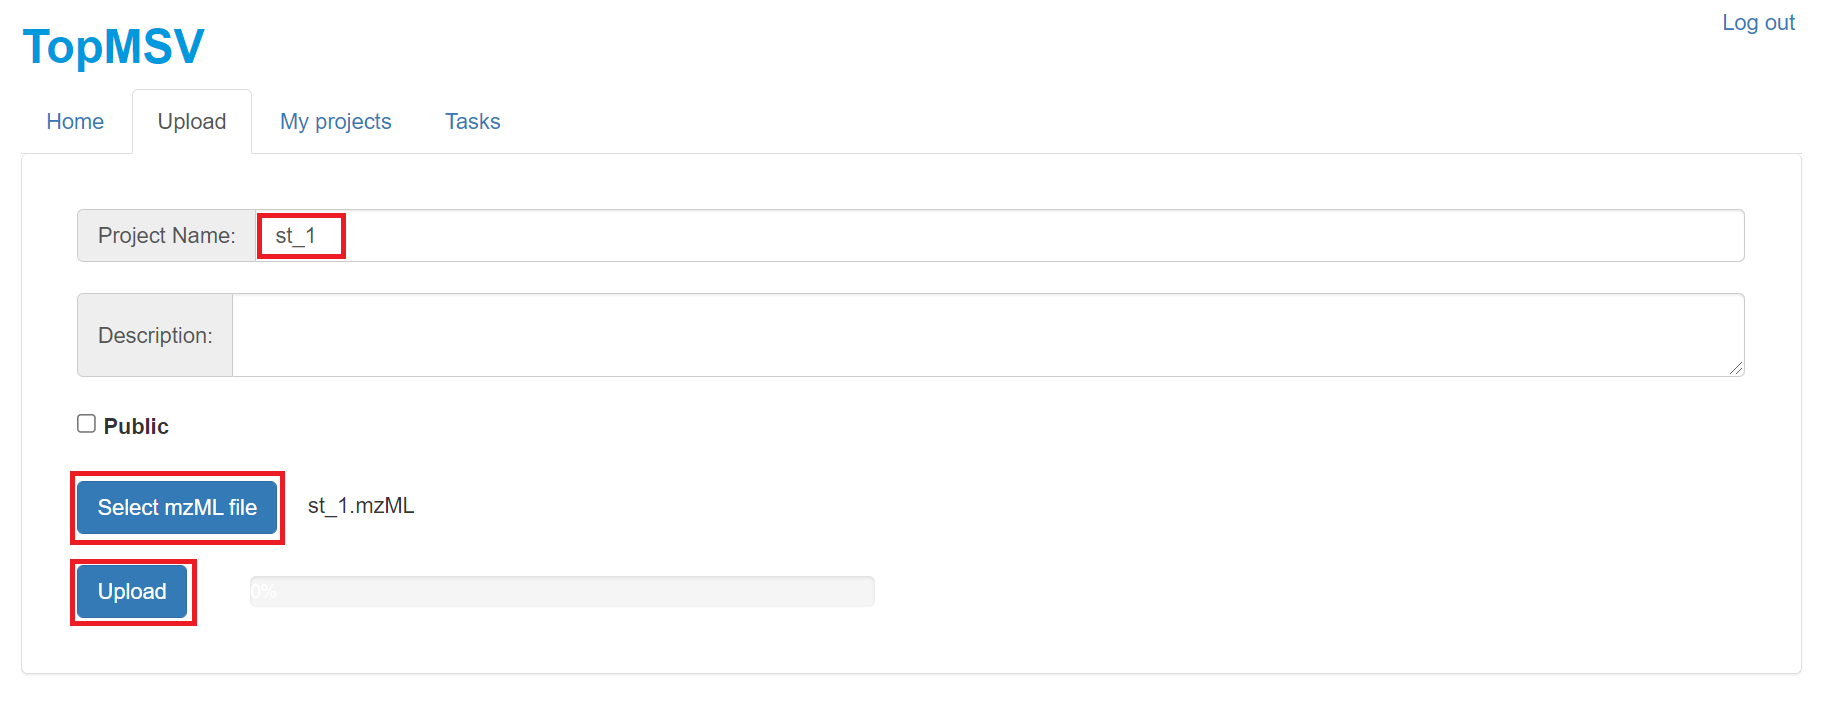 Log out
TopMSV
Home Upload My projects Tasks
Project Name: st_1
Description:
Public
Select mzML file st_1.mzML
Upload 0%